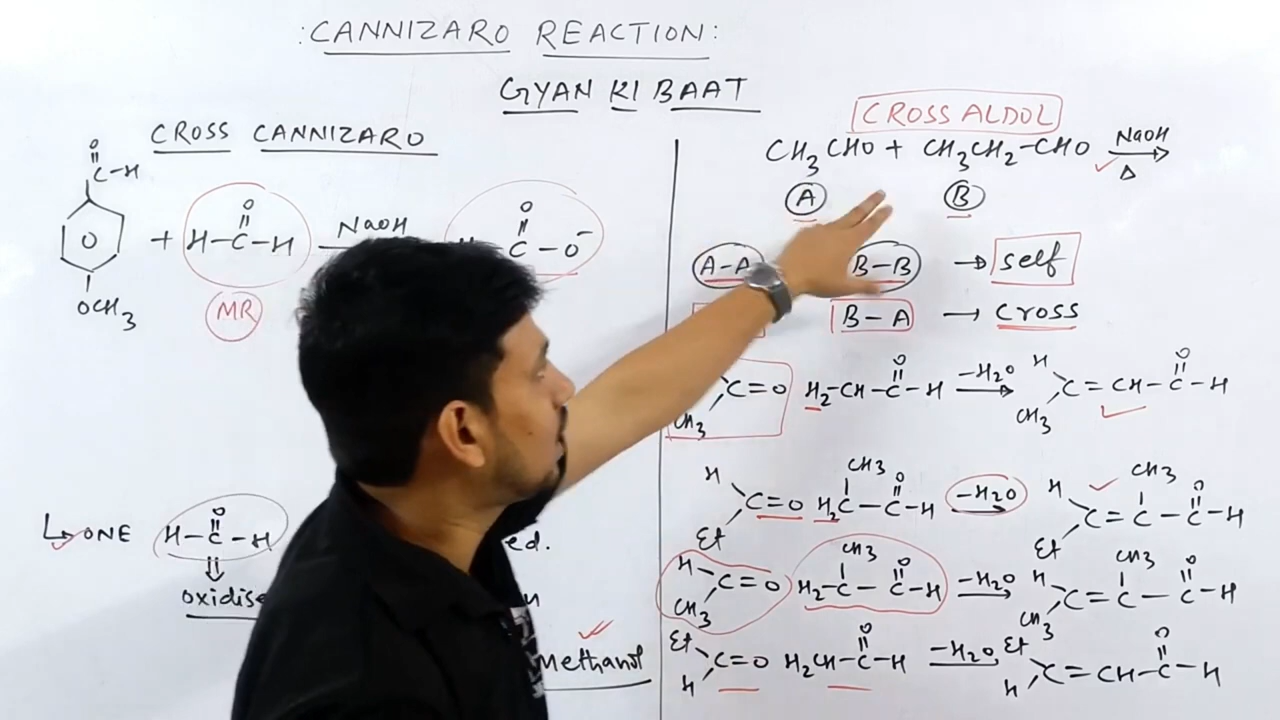 : CANNIZARO REACTION :
GYAN KI BAAT
CROSS CANNIZARO
O
C-H
O
OCH3
+
O
H-C-H
MR
NaOH
O
C-O-
ONE
O
H-C-H
oxidise
ed.
Methanol
CROSS ALDOL
CH3CHO + CH3CH2-CHO NaOH
Δ
A B
A-A B-B → self
B-A → cross
C=O H2-CH-C-H -H2O H C=CH-C-H
CH3 O CH3 O
H C=O H2C-C-H -H2O H C=C-C-H
Et CH3 O Et CH3 O
H C=O H2-C-C-H -H2O H C=C-C-H
CH3 CH3 O CH3 CH3 O
Et C=O H2CH-C-H -H2O Et C=CH-C-H
H O H O